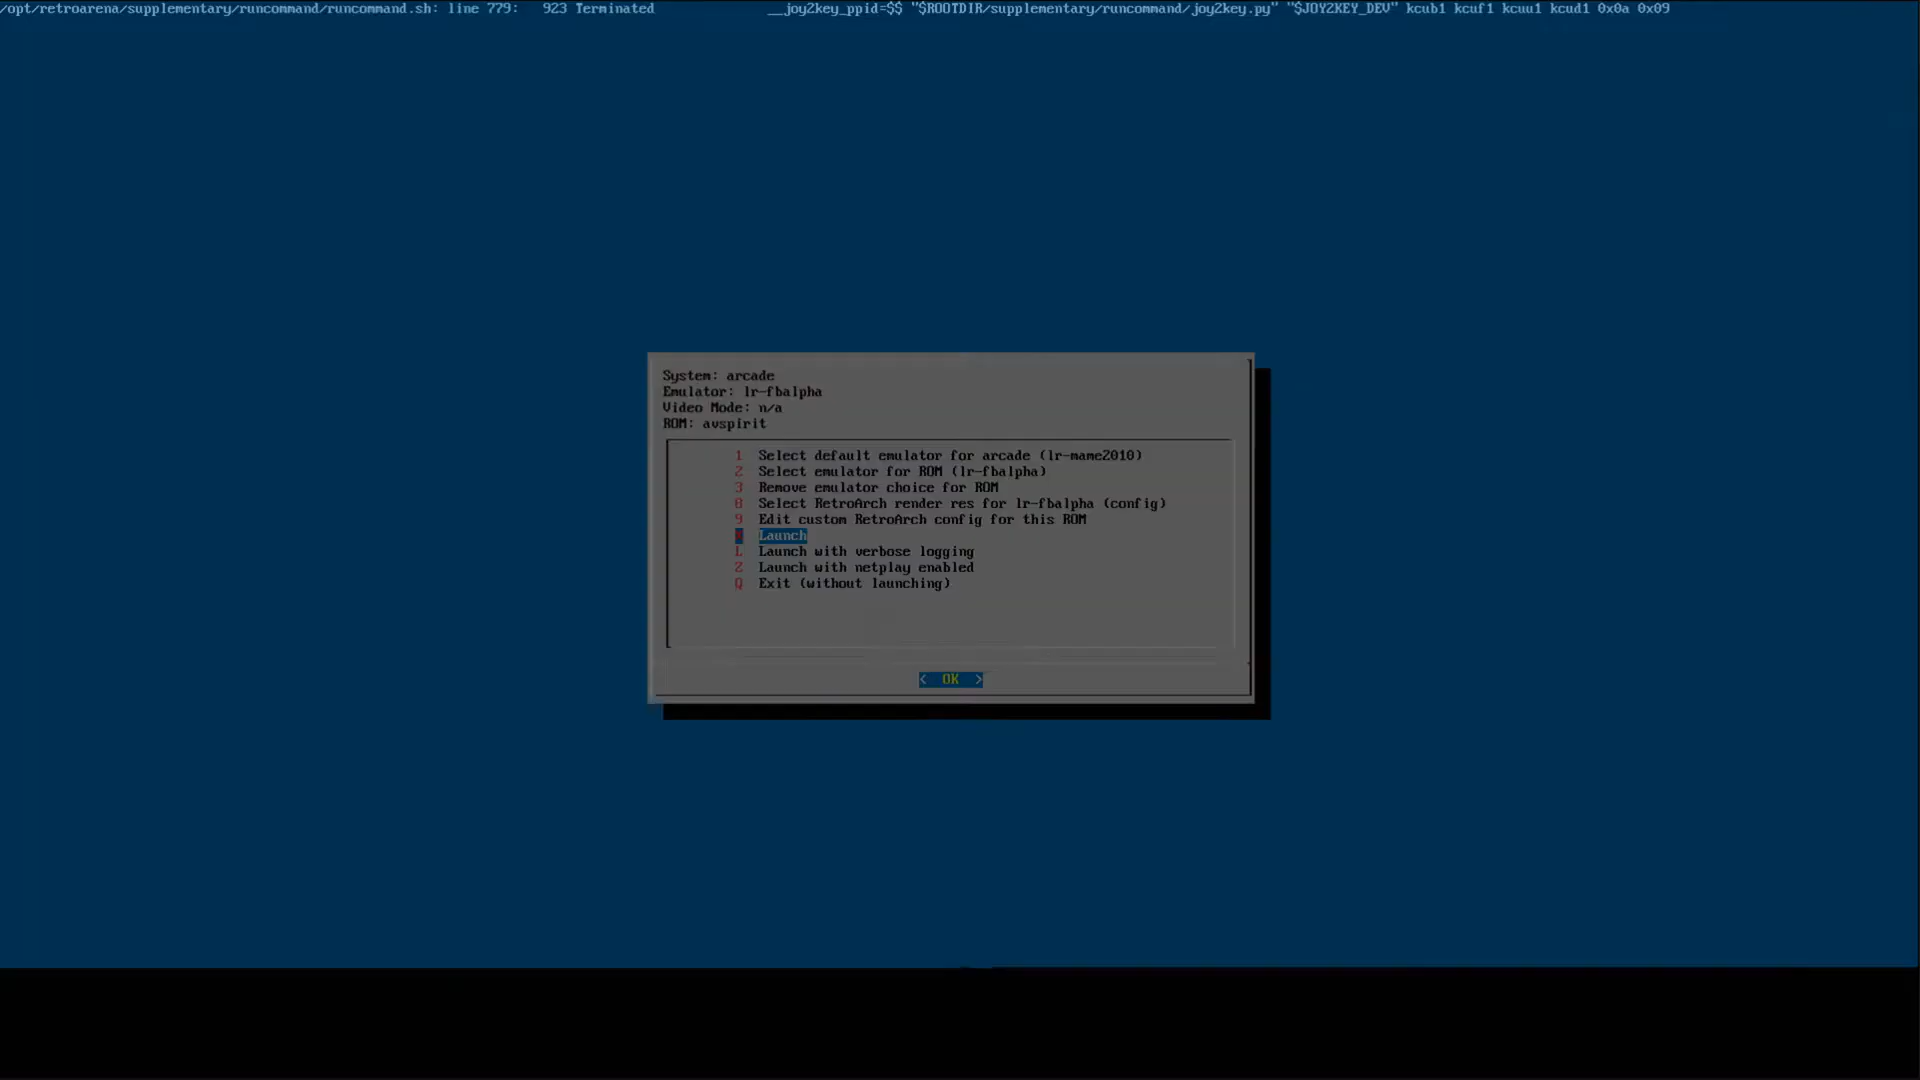 /opt/retroarena/supplementary/runcommand/runcommand.sh: line 779:   923 Terminated              __joy2key_ppid=$$ "$ROOTDIR/supplementary/runcommand/joy2key.py" "$JOY2KEY_DEV" kcub1 kcuf1 kcuu1 kcud1 0x0a 0x09
System: arcade
Emulator: lr-fbalpha
Video Mode: n/a
ROM: avspirit
1 Select default emulator for arcade (lr-mame2010)
2 Select emulator for ROM (lr-fbalpha)
3 Remove emulator choice for ROM
8 Select RetroArch render res for lr-fbalpha (config)
9 Edit custom RetroArch config for this ROM
Launch
L Launch with verbose logging
Z Launch with netplay enabled
Q Exit (without launching)
< OK >